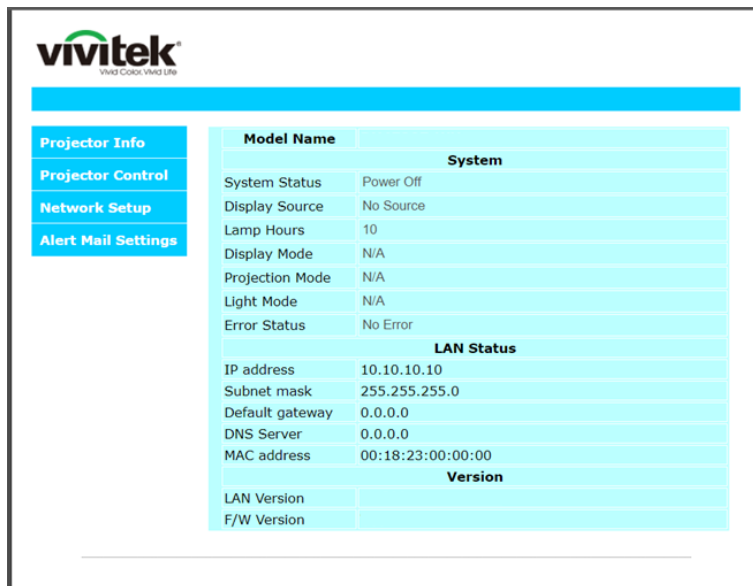 vivitek
Vivid Color, Vivid Life
Projector Info
Projector Control
Network Setup
Alert Mail Settings
Model Name
System
System Status Power Off
Display Source No Source
Lamp Hours 10
Display Mode N/A
Projection Mode N/A
Light Mode N/A
Error Status No Error
LAN Status
IP address 10.10.10.10
Subnet mask 255.255.255.0
Default gateway 0.0.0.0
DNS Server 0.0.0.0
MAC address 00:18:23:00:00:00
Version
LAN Version
F/W Version